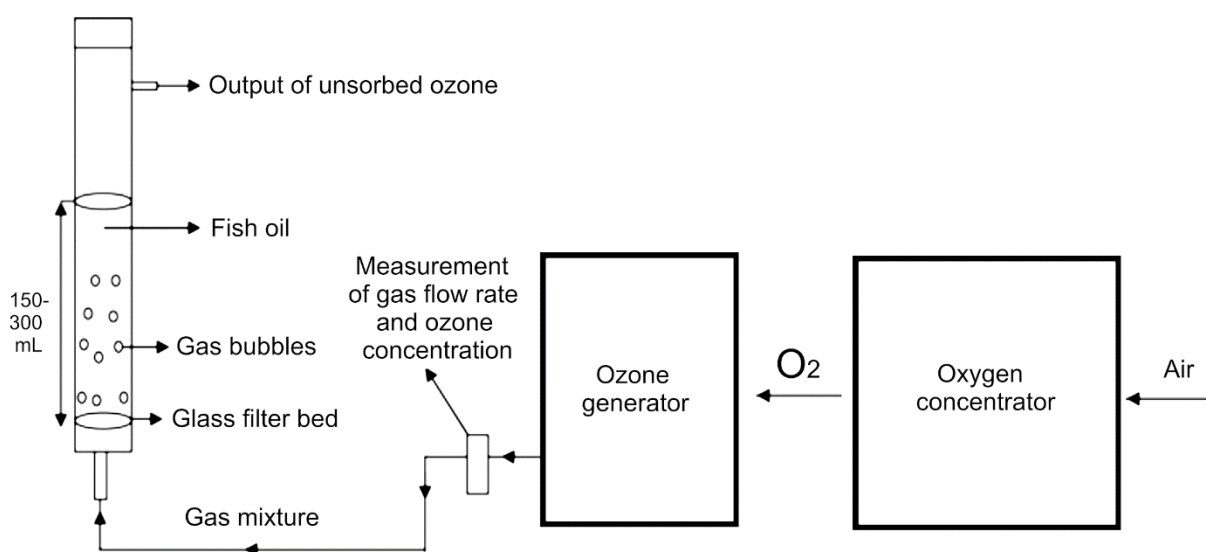 Output of unsorbed ozone
Fish oil
150-
300
mL
Gas bubbles
Glass filter bed
Gas mixture
Measurement
of gas flow rate
and ozone
concentration
Ozone
generator
O2
Oxygen
concentrator
Air